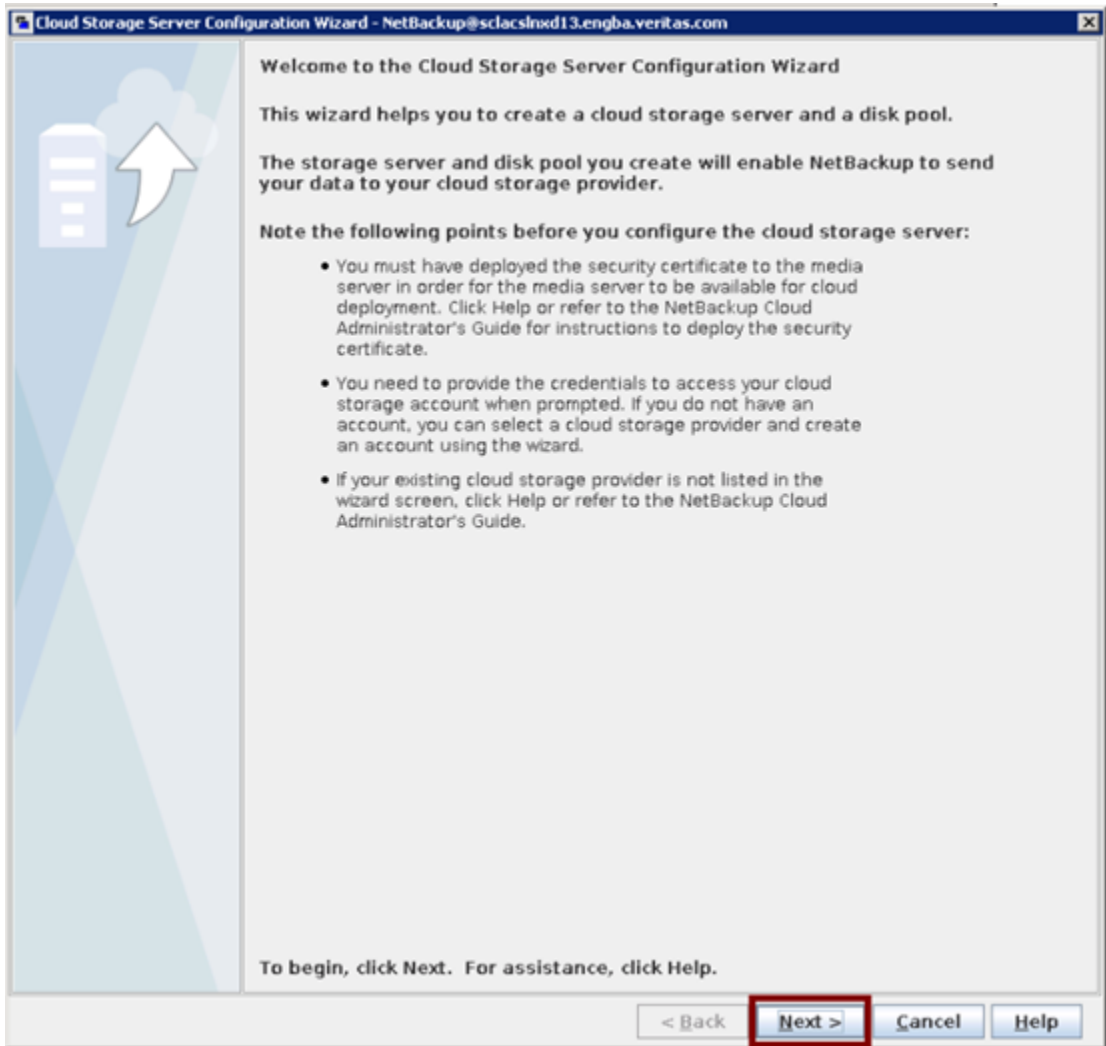 Cloud Storage Server Configuration Wizard - NetBackup@sclacslnxd13.engba.veritas.com
Welcome to the Cloud Storage Server Configuration Wizard
This wizard helps you to create a cloud storage server and a disk pool.
The storage server and disk pool you create will enable NetBackup to send
your data to your cloud storage provider.
Note the following points before you configure the cloud storage server:
• You must have deployed the security certificate to the media
server in order for the media server to be available for cloud
deployment. Click Help or refer to the NetBackup Cloud
Administrator's Guide for instructions to deploy the security
certificate.
• You need to provide the credentials to access your cloud
storage account when prompted. If you do not have an
account, you can select a cloud storage provider and create
an account using the wizard.
• If your existing cloud storage provider is not listed in the
wizard screen, click Help or refer to the NetBackup Cloud
Administrator's Guide.
To begin, click Next. For assistance, click Help.
< Back Next > Cancel Help